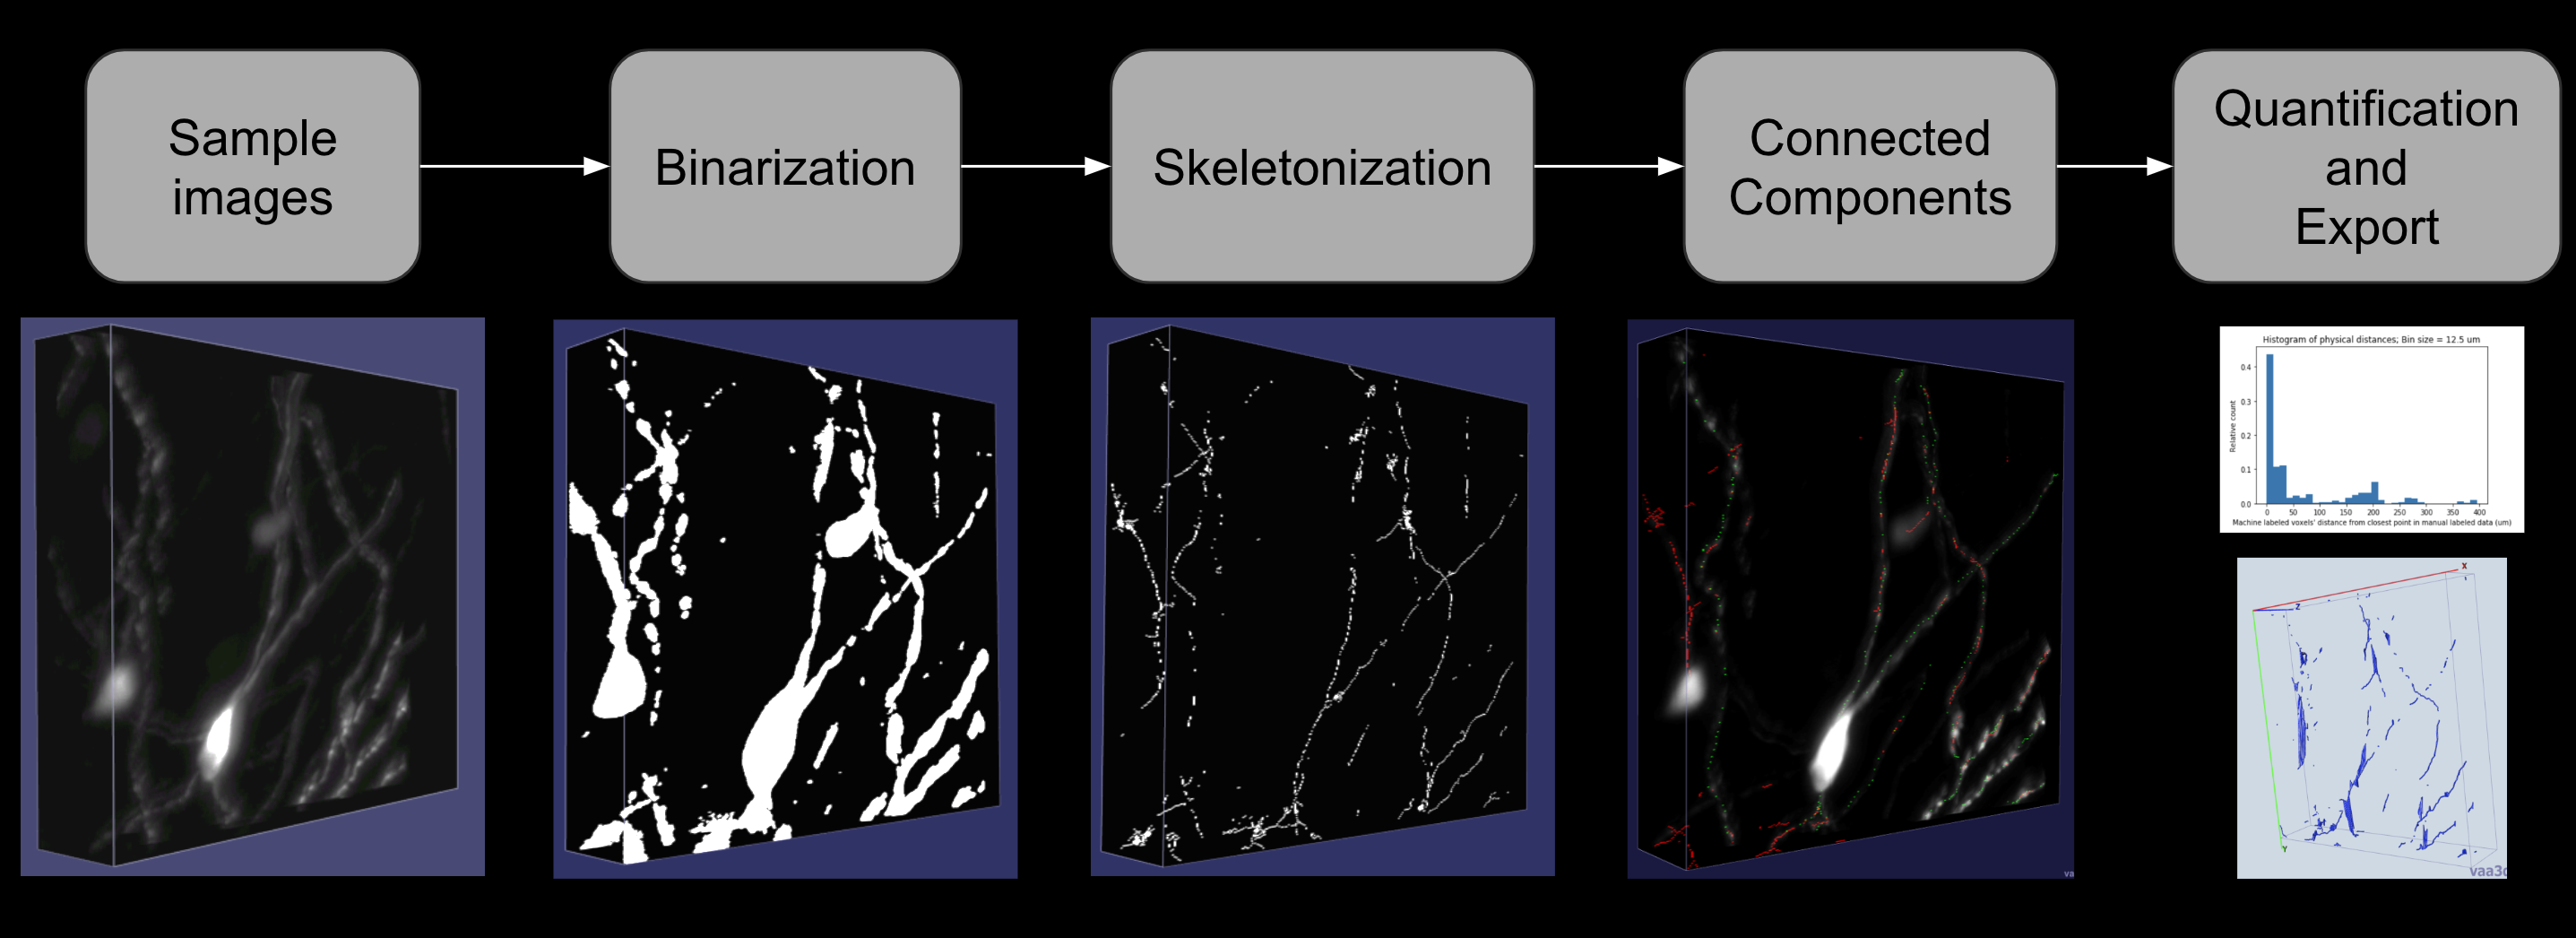 Sample
images
Binarization
Skeletonization
Connected
Components
Quantification
and
Export
Histogram of physical distances; Bin size = 12.5 um
Relative count
0.4
0.3
0.2
0.1
0.0
0 50 100 150 200 250 300 350 400
Machine labeled voxels' distance from closest point in manual labeled data (um)
X
Z
Y
vaa3d
va